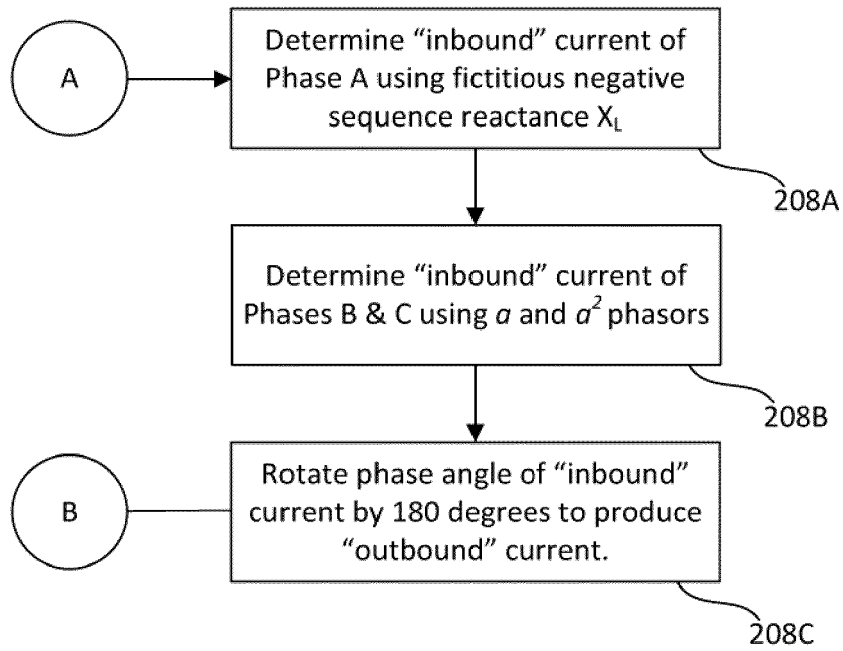 A
Determine “inbound” current of
Phase A using fictitious negative
sequence reactance X_L
208A
Determine “inbound” current of
Phases B & C using a and a² phasors
208B
B
Rotate phase angle of “inbound”
current by 180 degrees to produce
“outbound” current.
208C